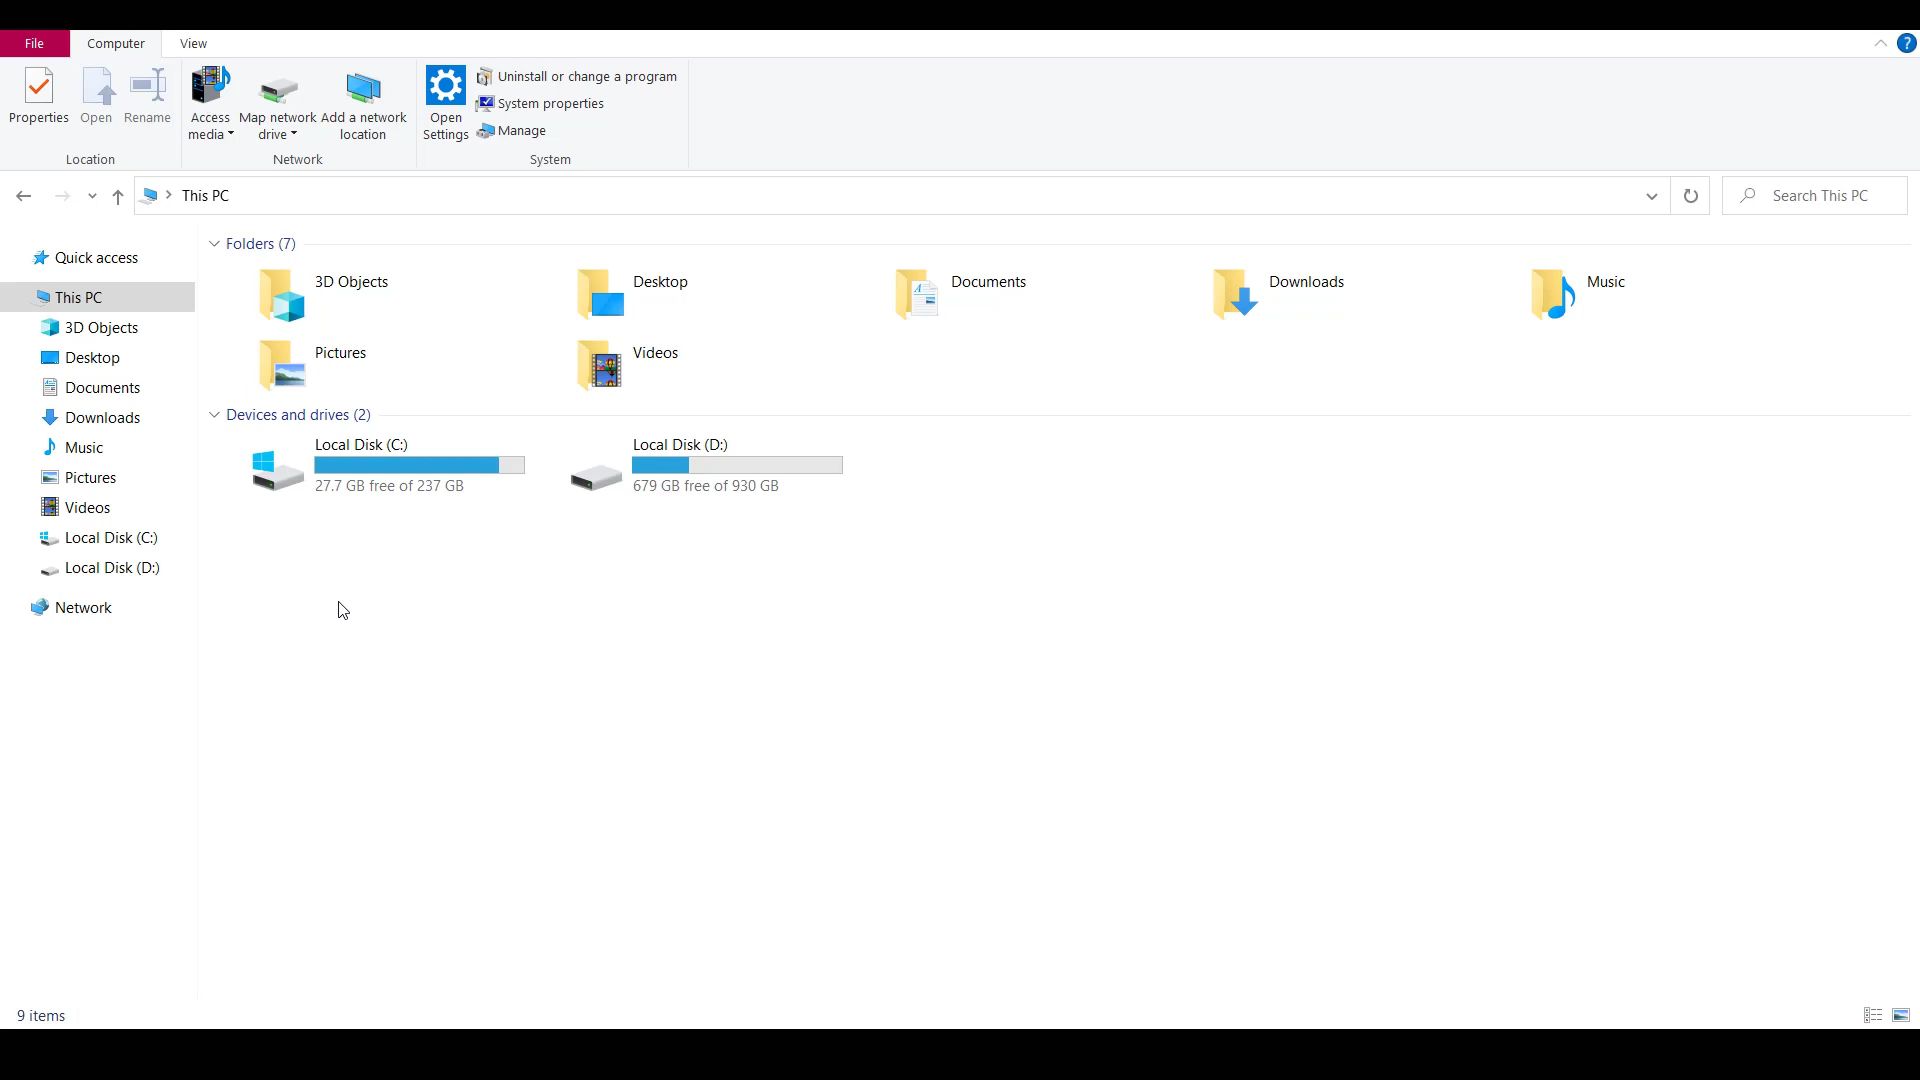 File Computer View
?
Properties Open Rename Access media Map network drive Add a network location Open Settings Uninstall or change a program
System properties
Manage
Location Network System
This PC Search This PC
Quick access
This PC
3D Objects
Desktop
Documents
Downloads
Music
Pictures
Videos
Local Disk (C:)
Local Disk (D:)
Network
Folders (7)
3D Objects Desktop Documents Downloads Music
Pictures Videos
Devices and drives (2)
Local Disk (C:) Local Disk (D:)
27.7 GB free of 237 GB 679 GB free of 930 GB
9 items